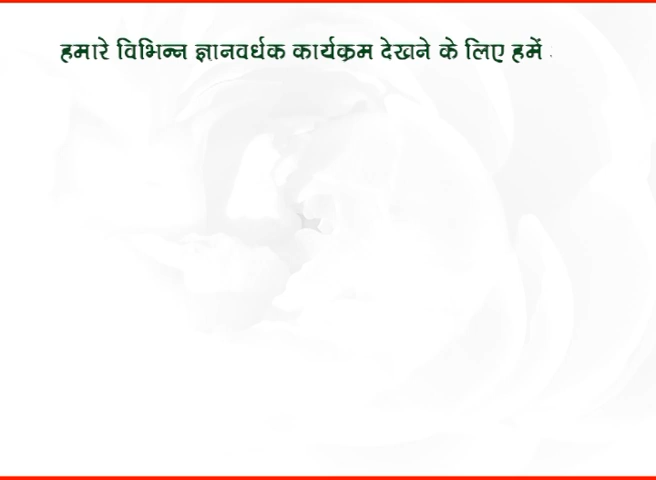 हमारे विभिन्न ज्ञानवर्धक कार्यक्रम देखने के लिए हमें